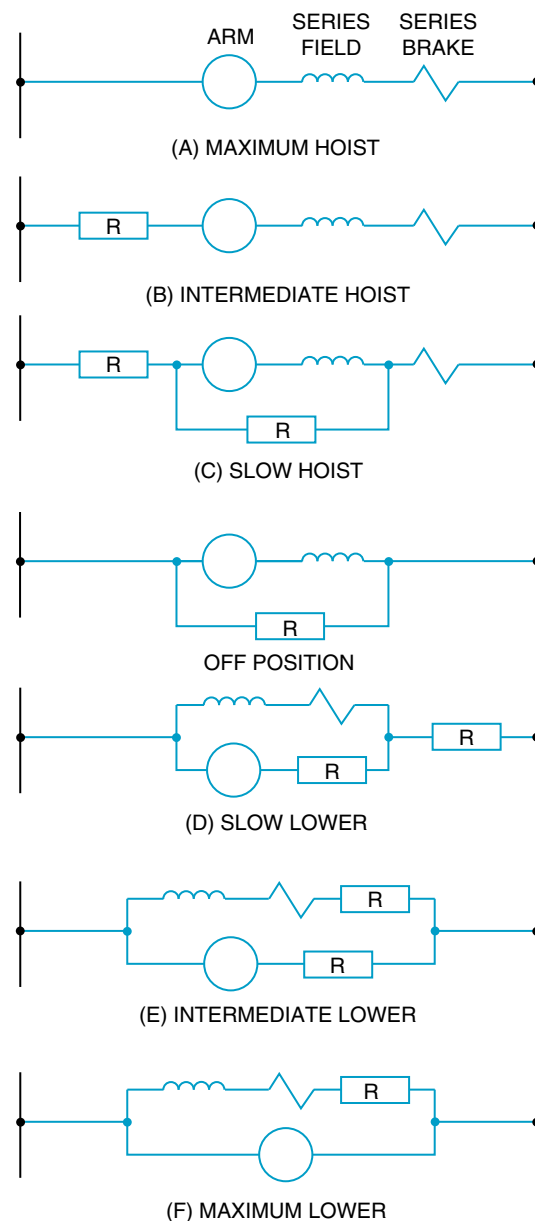 ARM
SERIES FIELD
SERIES BRAKE
(A) MAXIMUM HOIST
R
(B) INTERMEDIATE HOIST
R
R
(C) SLOW HOIST
R
OFF POSITION
R
R
(D) SLOW LOWER
R
R
(E) INTERMEDIATE LOWER
R
(F) MAXIMUM LOWER